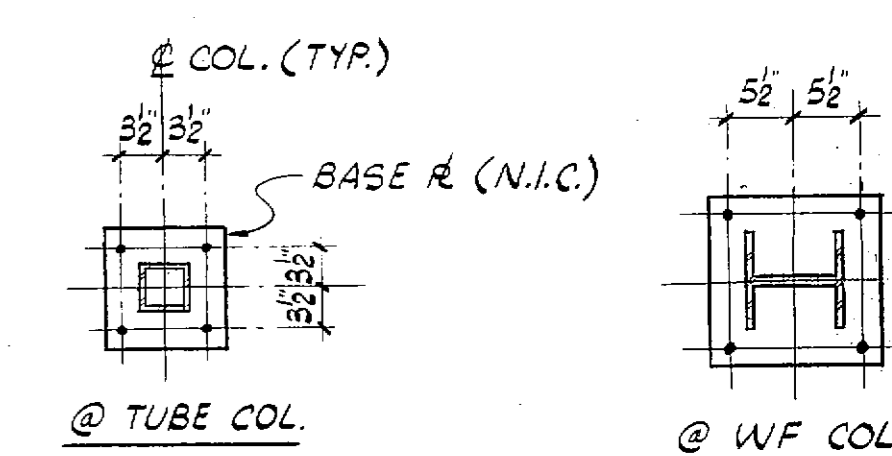 ℄ COL. (TYP.)
3½" 3½"
BASE ⅊ (N.I.C.)
3½" 3½"
@ TUBE COL.
5½" 5½"
@ WF COL